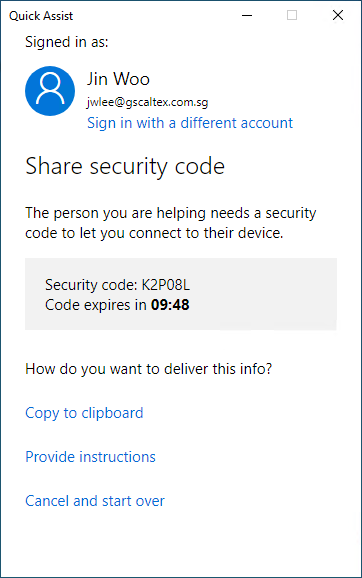 Quick Assist
Signed in as:
Jin Woo
jwlee@gscaltex.com.sg
Sign in with a different account
Share security code
The person you are helping needs a security
code to let you connect to their device.
Security code: K2P08L
Code expires in 09:48
How do you want to deliver this info?
Copy to clipboard
Provide instructions
Cancel and start over